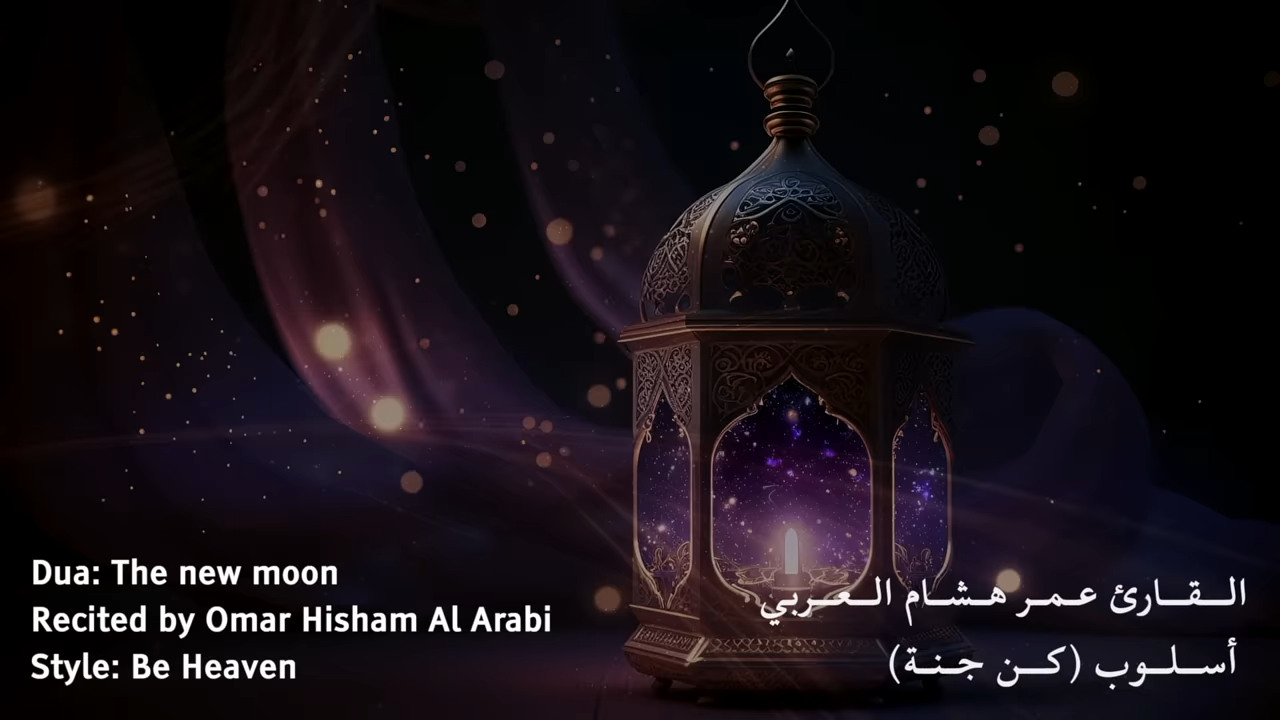 Dua: The new moon
Recited by Omar Hisham Al Arabi
Style: Be Heaven
القارئ عمر هشام العربي
أسلوب (كن جنة)